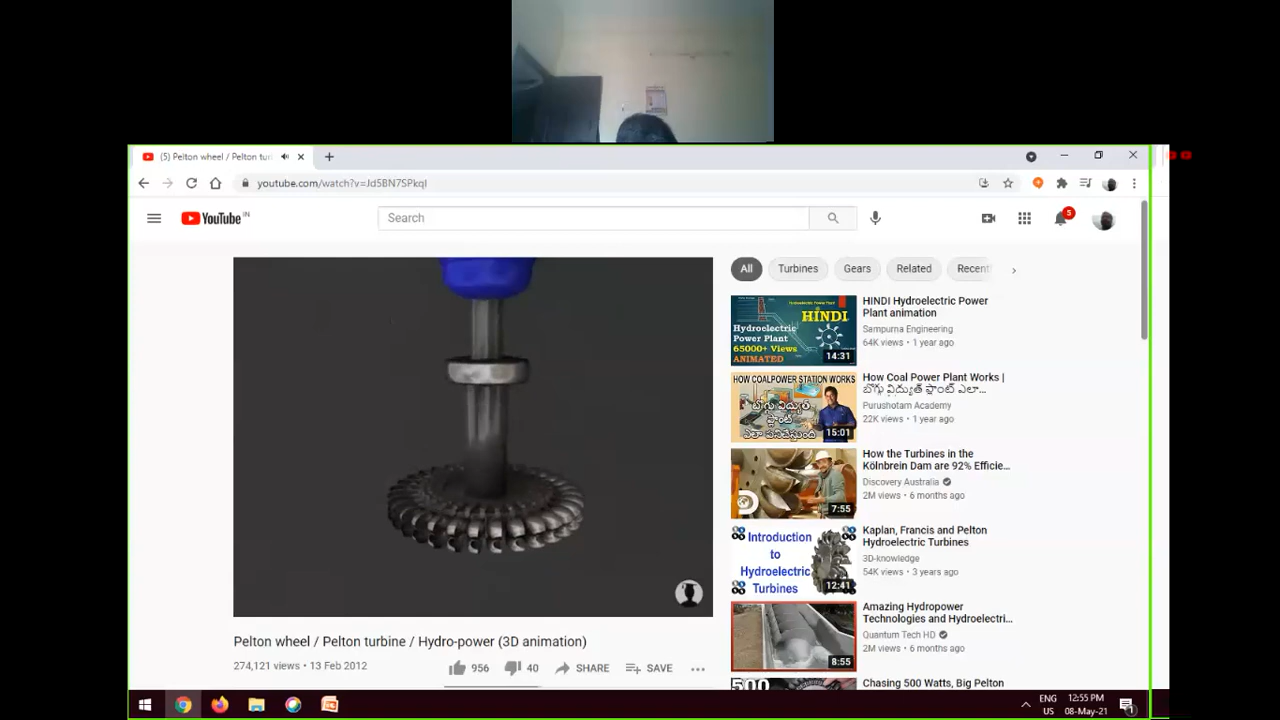 (5) Pelton wheel / Pelton tur
youtube.com/watch?v=Jd5BN7SPkqI
YouTube IN
Search
5
All
Turbines
Gears
Related
Recent
HINDI
Hydroelectric
Power Plant
65000+ Views
ANIMATED
14:31
HINDI Hydroelectric Power
Plant animation
Sampurna Engineering
64K views • 1 year ago
HOW COALPOWER STATION WORKS
బొగ్గు విద్యుత్
ప్లాంట్
ఎలా పనిచేస్తుంది
15:01
How Coal Power Plant Works |
బొగ్గు విద్యుత్ ప్లాంట్ ఎలా...
Purushotam Academy
22K views • 1 year ago
7:55
How the Turbines in the
Kölnbrein Dam are 92% Efficie...
Discovery Australia
2M views • 6 months ago
Introduction
to
Hydroelectric
Turbines
12:41
Kaplan, Francis and Pelton
Hydroelectric Turbines
3D-knowledge
54K views • 3 years ago
8:55
Amazing Hydropower
Technologies and Hydroelectri...
Quantum Tech HD
2M views • 6 months ago
500
Chasing 500 Watts, Big Pelton
Pelton wheel / Pelton turbine / Hydro-power (3D animation)
274,121 views • 13 Feb 2012
956
40
SHARE
SAVE
ENG
US
12:55 PM
08-May-21
1